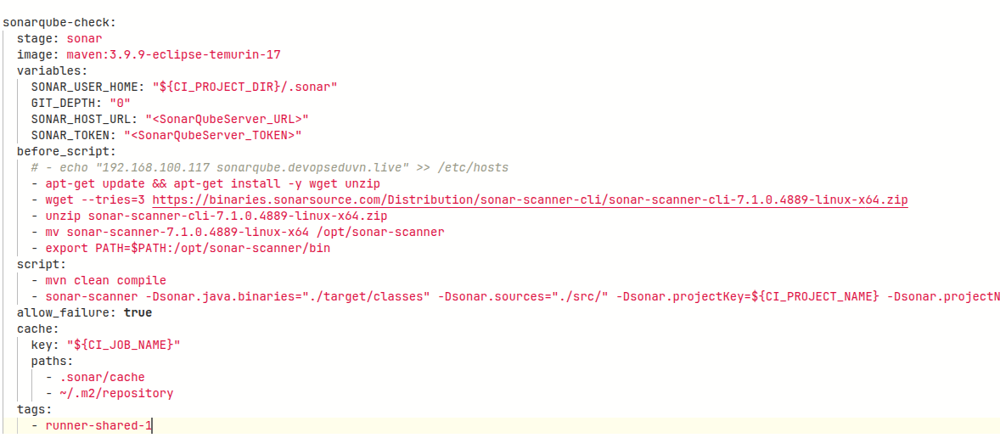 sonarqube-check:
  stage: sonar
  image: maven:3.9.9-eclipse-temurin-17
  variables:
    SONAR_USER_HOME: "${CI_PROJECT_DIR}/.sonar"
    GIT_DEPTH: "0"
    SONAR_HOST_URL: "<SonarQubeServer_URL>"
    SONAR_TOKEN: "<SonarQubeServer_TOKEN>"
  before_script:
    # - echo "192.168.100.117 sonarqube.devopseduvn.live" >> /etc/hosts
    - apt-get update && apt-get install -y wget unzip
    - wget --tries=3 https://binaries.sonarsource.com/Distribution/sonar-scanner-cli/sonar-scanner-cli-7.1.0.4889-linux-x64.zip
    - unzip sonar-scanner-cli-7.1.0.4889-linux-x64.zip
    - mv sonar-scanner-7.1.0.4889-linux-x64 /opt/sonar-scanner
    - export PATH=$PATH:/opt/sonar-scanner/bin
  script:
    - mvn clean compile
    - sonar-scanner -Dsonar.java.binaries="./target/classes" -Dsonar.sources="./src/" -Dsonar.projectKey=${CI_PROJECT_NAME} -Dsonar.projectN
  allow_failure: true
  cache:
    key: "${CI_JOB_NAME}"
    paths:
      - .sonar/cache
      - ~/.m2/repository
  tags:
    - runner-shared-1